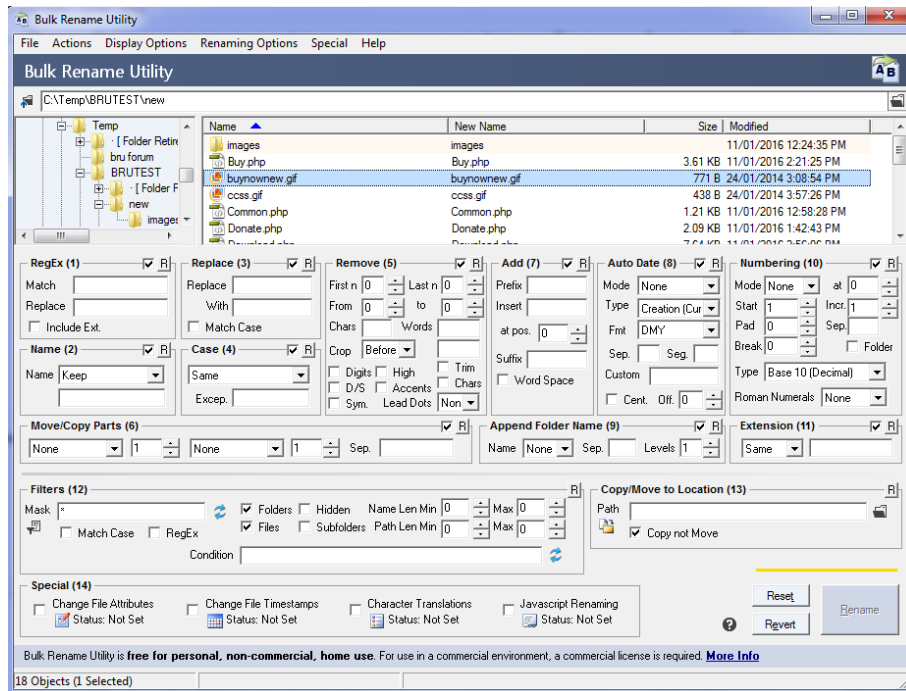 Bulk Rename Utility
File Actions Display Options Renaming Options Special Help
Bulk Rename Utility
C:\Temp\BRUTEST\new
Temp
· [ Folder Retire
bru forum
BRUTEST
· [ Folder F
new
images
Name New Name Size Modified
images images 11/01/2016 12:24:35 PM
Buy.php Buy.php 3.61 KB 11/01/2016 2:21:25 PM
buynownew.gif buynownew.gif 771 B 24/01/2014 3:08:54 PM
ccss.gif ccss.gif 438 B 24/01/2014 3:57:26 PM
Common.php Common.php 1.21 KB 11/01/2016 12:58:28 PM
Donate.php Donate.php 2.09 KB 11/01/2016 1:42:43 PM
RegEx (1) R
Match
Replace
Include Ext.
Replace (3) R
Replace
With
Match Case
Remove (5) R
First n 0 Last n 0
From 0 to 0
Chars Words
Crop Before
Digits High Trim
D/S Accents Chars
Sym. Lead Dots Non
Add (7) R
Prefix
Insert
at pos. 0
Suffix
Word Space
Auto Date (8) R
Mode None
Type Creation (Cur
Fmt DMY
Sep. Seg.
Custom
Cent. Off. 0
Numbering (10) R
Mode None at 0
Start 1 Incr. 1
Pad 0 Sep.
Break 0 Folder
Type Base 10 (Decimal)
Roman Numerals None
Name (2) R
Name Keep
Case (4) R
Same
Excep.
Move/Copy Parts (6) R
None 1 None 1 Sep.
Append Folder Name (9) R
Name None Sep. Levels 1
Extension (11) R
Same
Filters (12) R
Mask * Folders Hidden Name Len Min 0 Max 0
Match Case RegEx Files Subfolders Path Len Min 0 Max 0
Condition
Copy/Move to Location (13) R
Path
Copy not Move
Special (14)
Change File Attributes
Status: Not Set
Change File Timestamps
Status: Not Set
Character Translations
Status: Not Set
Javascript Renaming
Status: Not Set
Reset
Revert
Rename
Bulk Rename Utility is free for personal, non-commercial, home use. For use in a commercial environment, a commercial license is required. More Info
18 Objects (1 Selected)